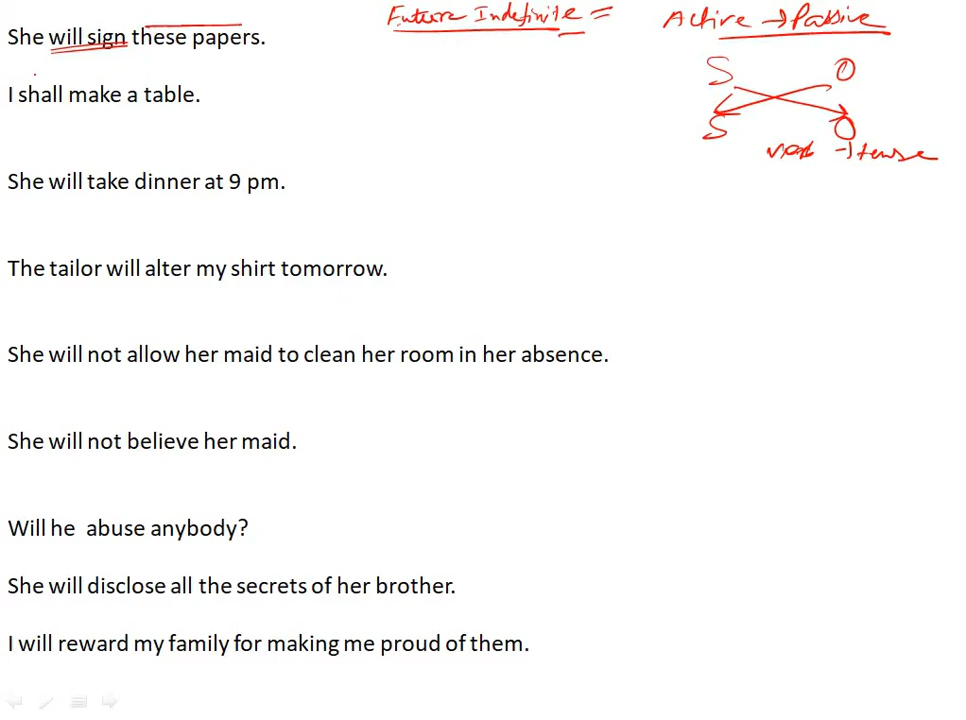 Future Indefinite =
Active → Passive
She will sign these papers.
S O
I shall make a table.
S O
verb → tense
She will take dinner at 9 pm.
The tailor will alter my shirt tomorrow.
She will not allow her maid to clean her room in her absence.
She will not believe her maid.
Will he  abuse anybody?
She will disclose all the secrets of her brother.
I will reward my family for making me proud of them.